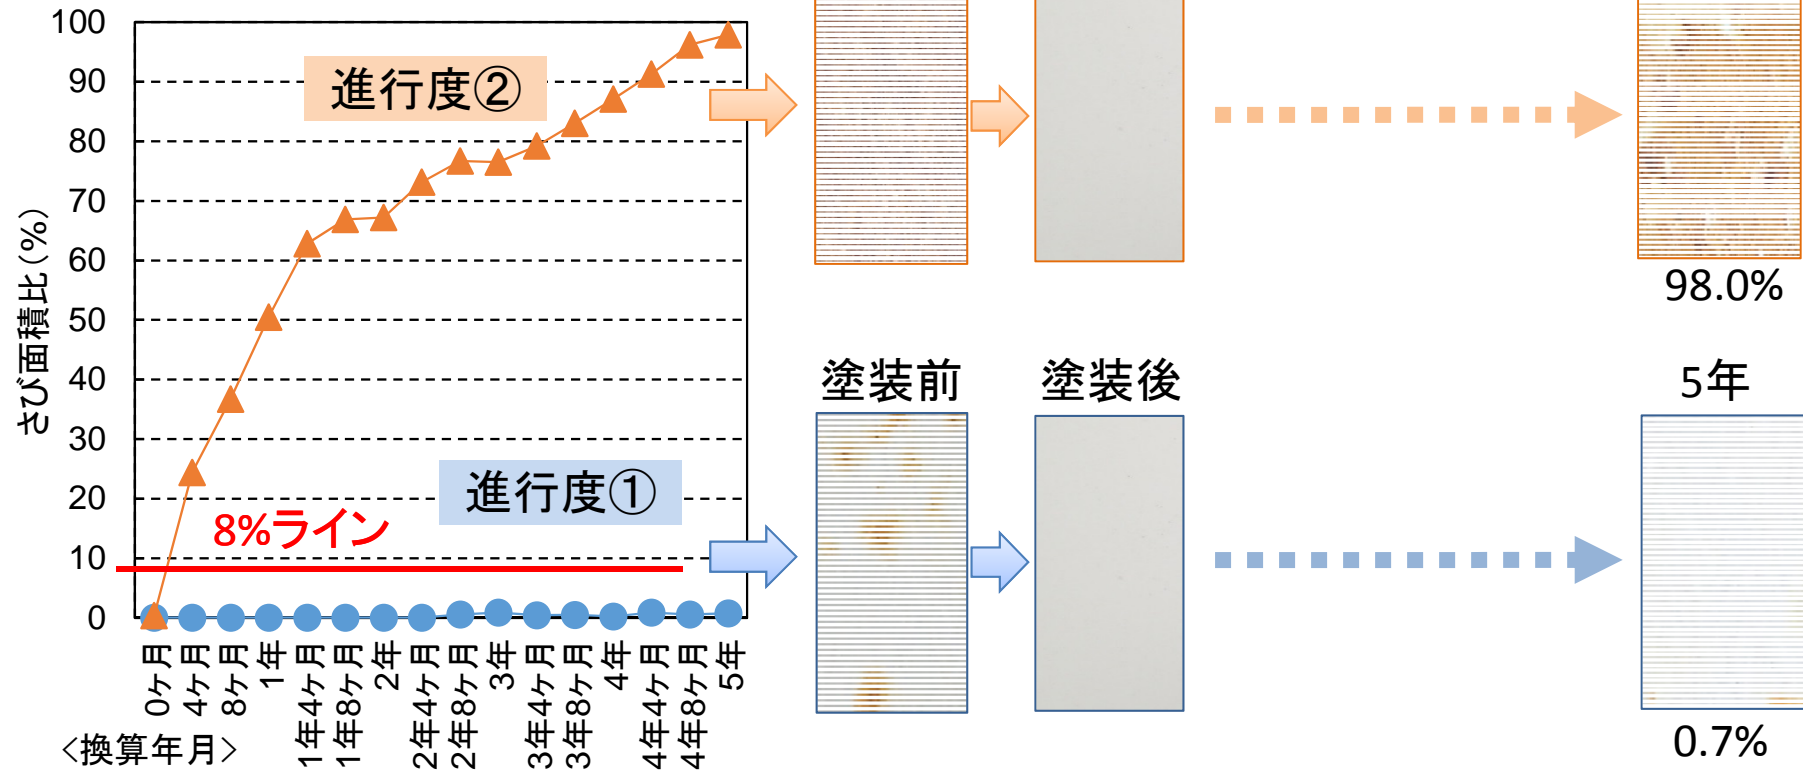 100
90
80
70
60
50
40
30
20
10
0
さび面積比(%)
進行度②
進行度①
8%ライン
0ヶ月
4ヶ月
8ヶ月
1年
1年4ヶ月
1年8ヶ月
2年
2年4ヶ月
2年8ヶ月
3年
3年4ヶ月
3年8ヶ月
4年
4年4ヶ月
4年8ヶ月
5年
<換算年月>
98.0%
塗装前
塗装後
5年
0.7%